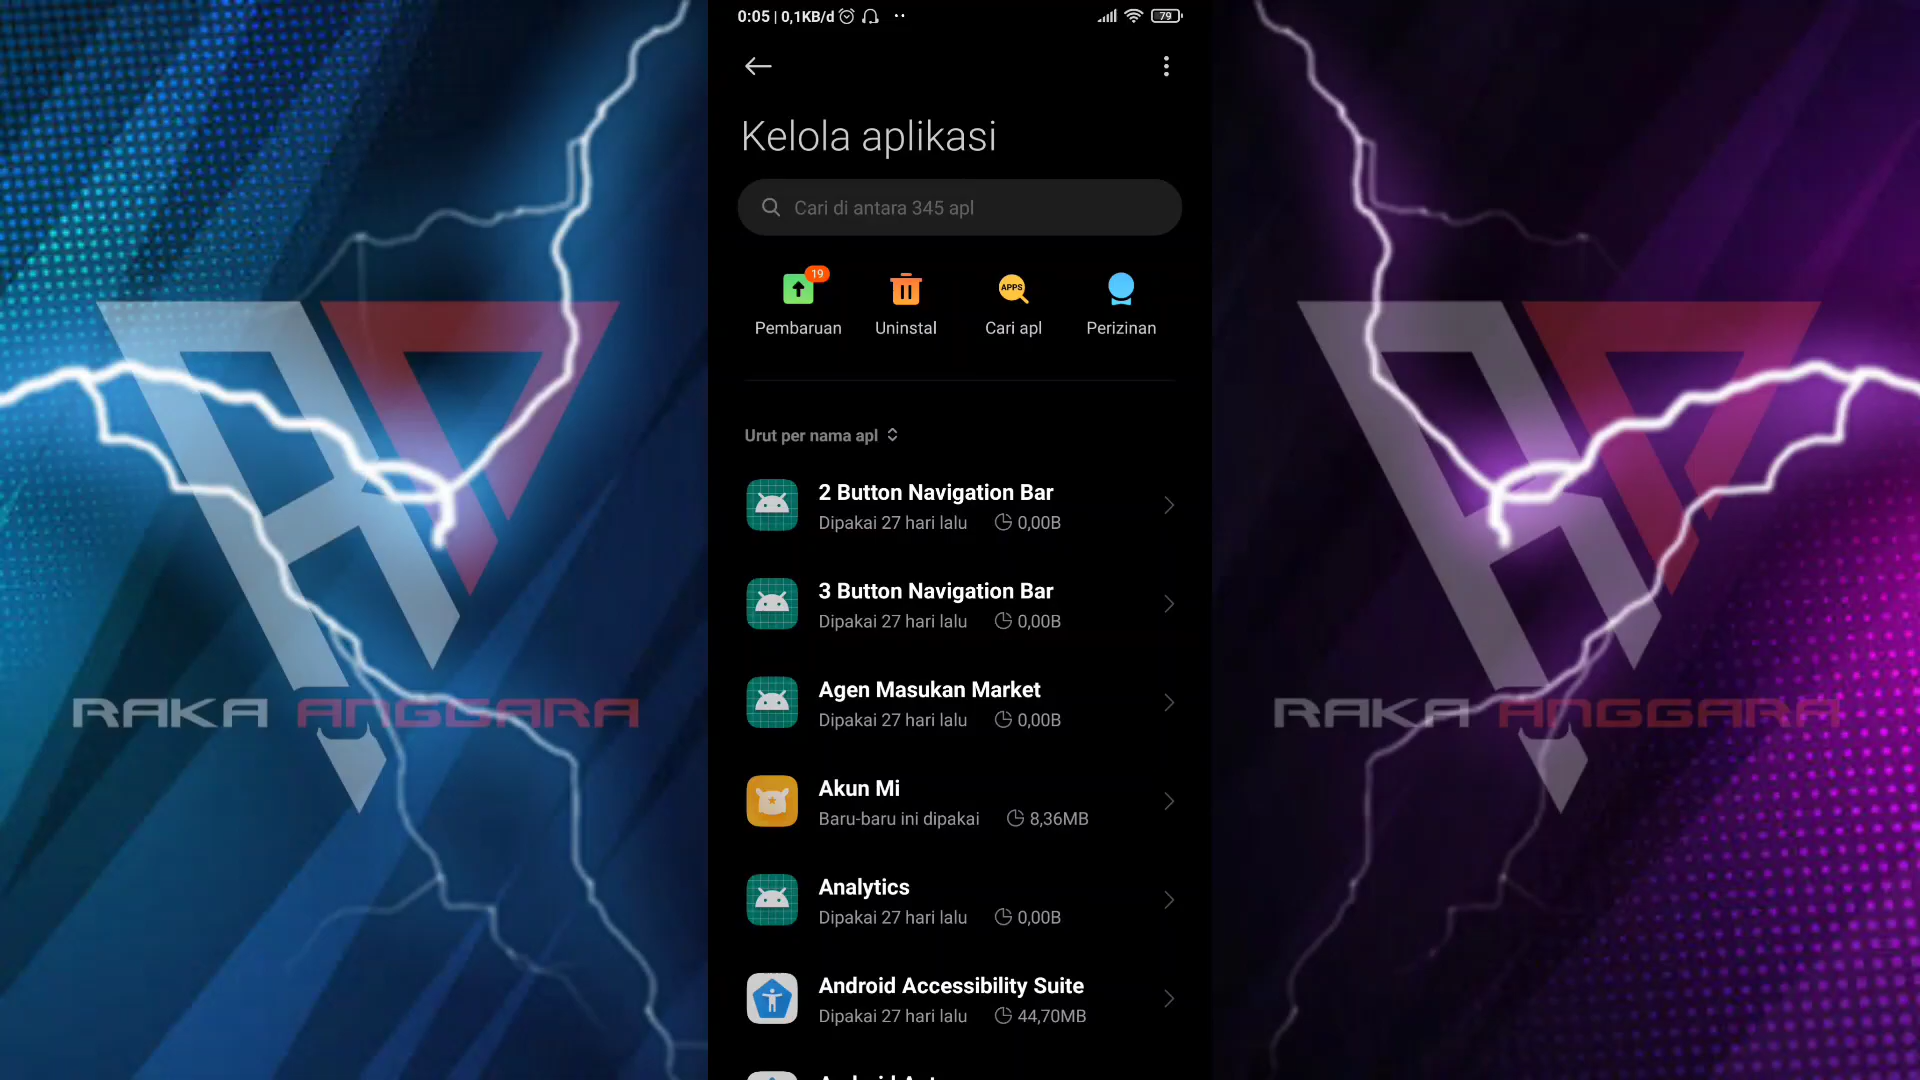 0:05 | 0,1KB/d
79
Kelola aplikasi
Cari di antara 345 apl
19
APPS
Pembaruan
Uninstal
Cari apl
Perizinan
Urut per nama apl
2 Button Navigation Bar
Dipakai 27 hari lalu 0,00B
3 Button Navigation Bar
Dipakai 27 hari lalu 0,00B
Agen Masukan Market
Dipakai 27 hari lalu 0,00B
Akun Mi
Baru-baru ini dipakai 8,36MB
Analytics
Dipakai 27 hari lalu 0,00B
Android Accessibility Suite
Dipakai 27 hari lalu 44,70MB
RAKA ANGGARA
RAKA ANGGARA